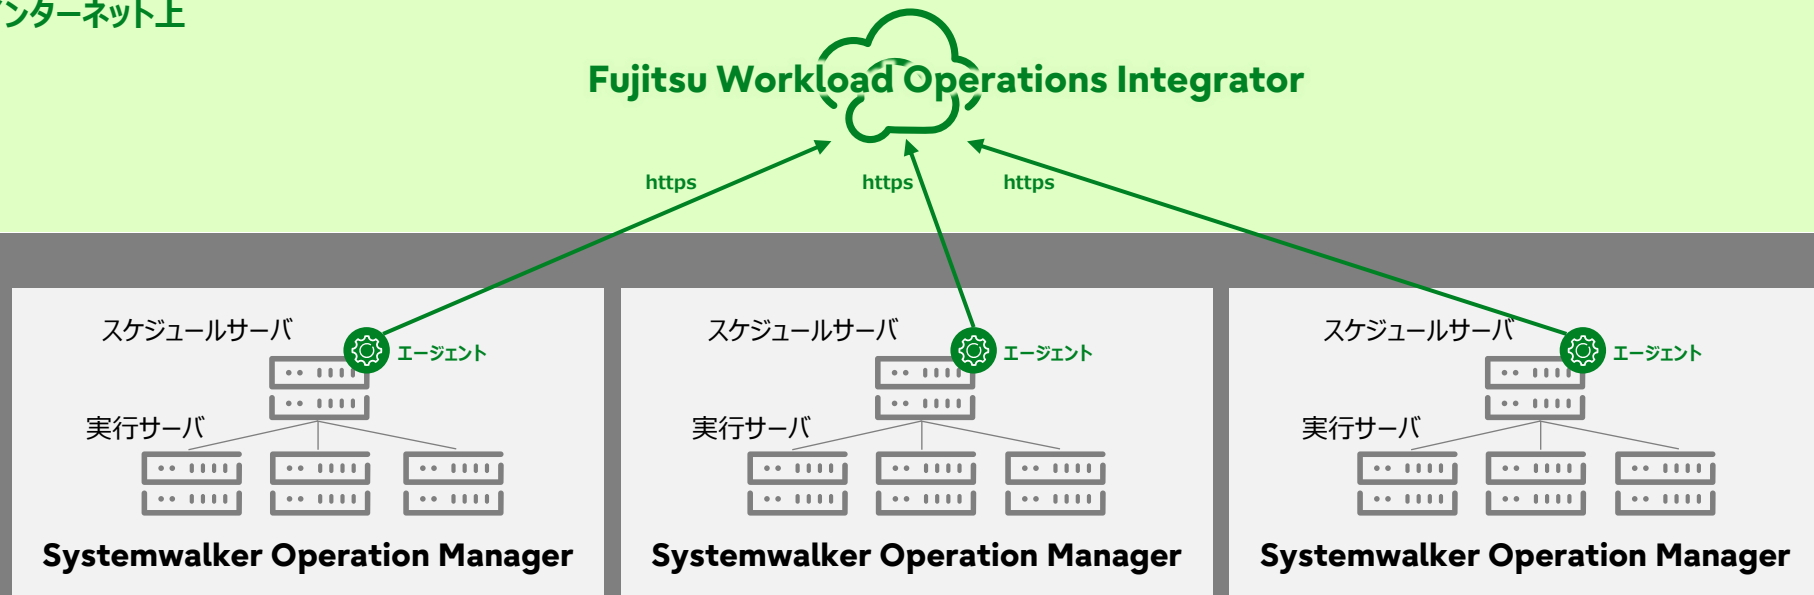 インターネット上
Fujitsu Workload Operations Integrator
https
https
https
スケジュールサーバ
エージェント
実行サーバ
Systemwalker Operation Manager
スケジュールサーバ
エージェント
実行サーバ
Systemwalker Operation Manager
スケジュールサーバ
エージェント
実行サーバ
Systemwalker Operation Manager